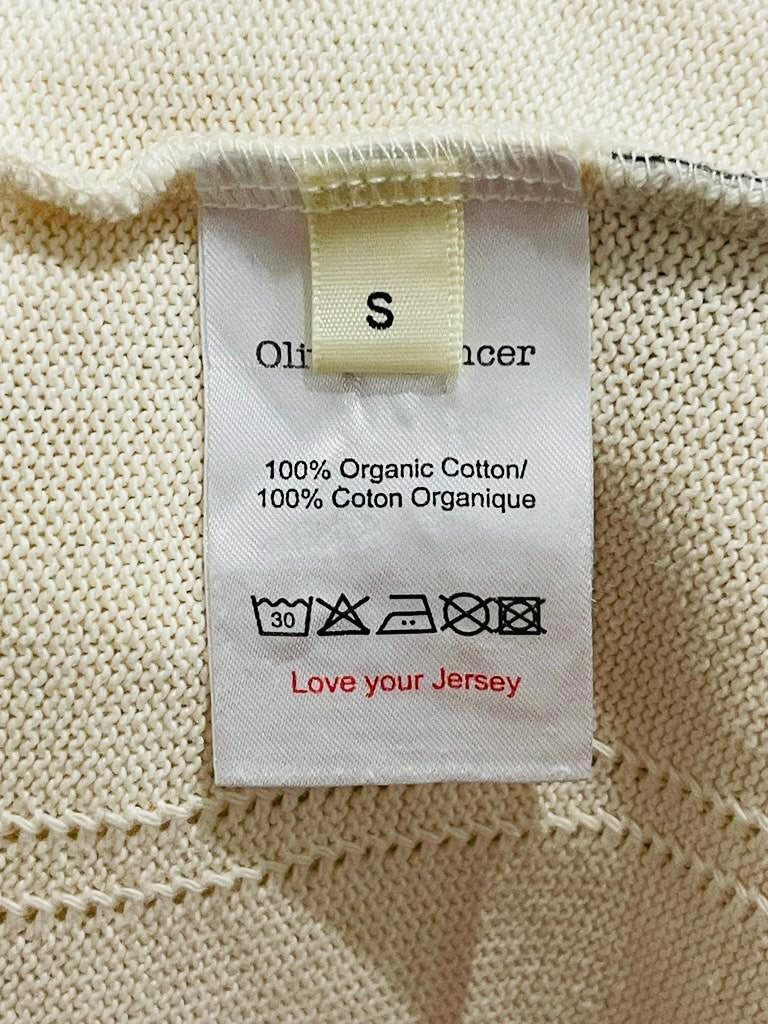 S
100% Organic Cotton/
100% Coton Organique
30
Love your Jersey